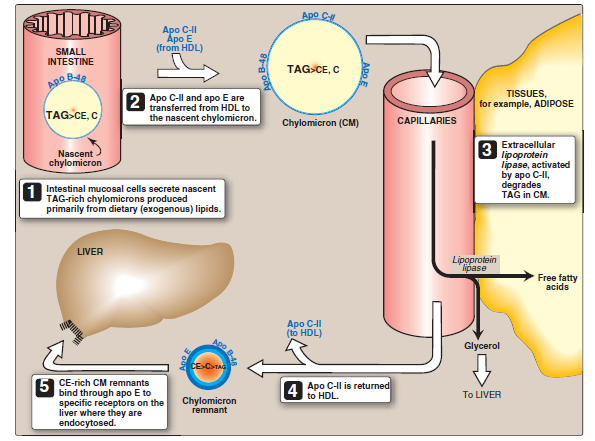 SMALL
INTESTINE
Apo B-48
TAG>CE, C
Nascent
chylomicron
1 Intestinal mucosal cells secrete nascent
TAG-rich chylomicrons produced
primarily from dietary (exogenous) lipids.
Apo C-II
Apo E
(from HDL)
2 Apo C-II and apo E are
transferred from HDL to
the nascent chylomicron.
Apo C-II
Apo B-48
Apo E
TAG>CE, C
Chylomicron (CM)
CAPILLARIES
TISSUES,
for example, ADIPOSE
3 Extracellular
lipoprotein
lipase, activated
by apo C-II,
degrades
TAG in CM.
Lipoprotein
lipase
Free fatty
acids
Glycerol
To LIVER
Apo C-II
(to HDL)
4 Apo C-II is returned
to HDL.
Apo E
Apo B-48
CE>C>TAG
Chylomicron
remnant
LIVER
5 CE-rich CM remnants
bind through apo E to
specific receptors on the
liver where they are
endocytosed.